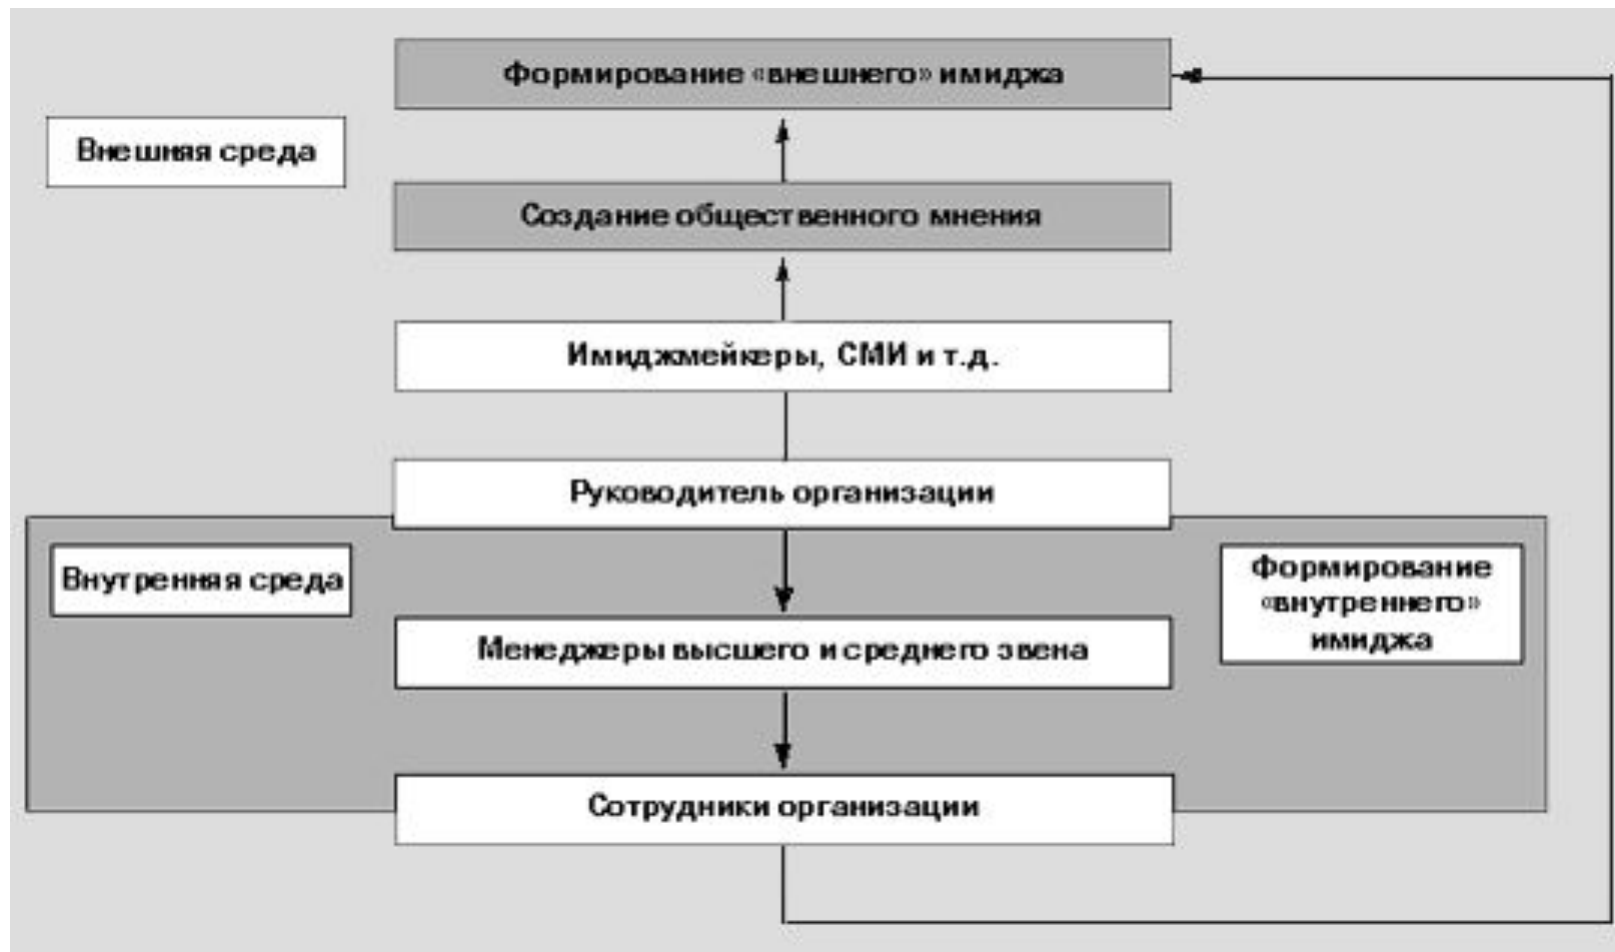 Формирование «внешнего» имиджа
Внешняя среда
Создание общественного мнения
Имиджмейкеры, СМИ и т.д.
Руководитель организации
Внутренняя среда
Формирование
«внутреннего»
имиджа
Менеджеры высшего и среднего звена
Сотрудники организации